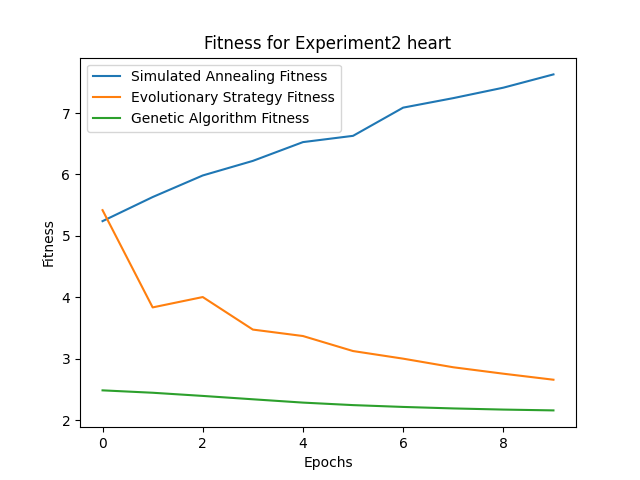 Fitness for Experiment2 heart
Simulated Annealing Fitness
Evolutionary Strategy Fitness
Genetic Algorithm Fitness
Fitness
7
6
5
4
3
2
0 2 4 6 8
Epochs